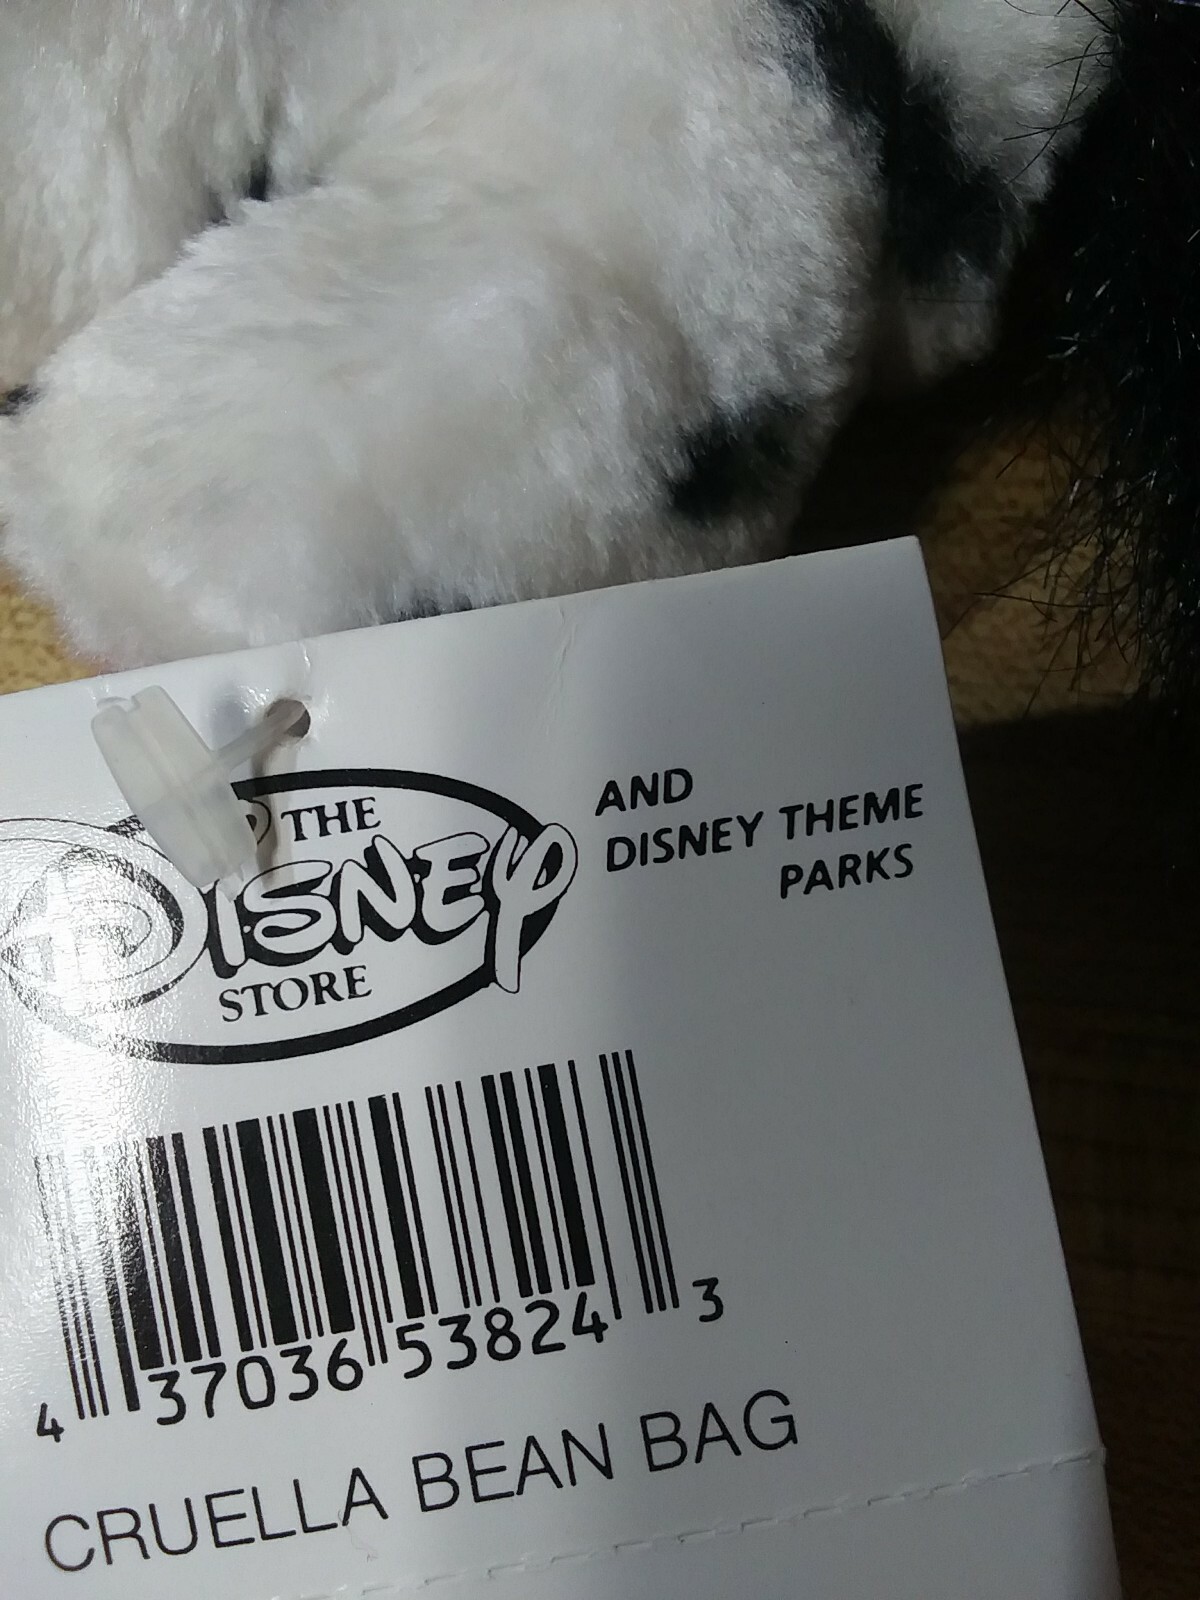 THE
DISNEY
STORE
AND
DISNEY THEME
PARKS
4 37036 53824 3
CRUELLA BEAN BAG